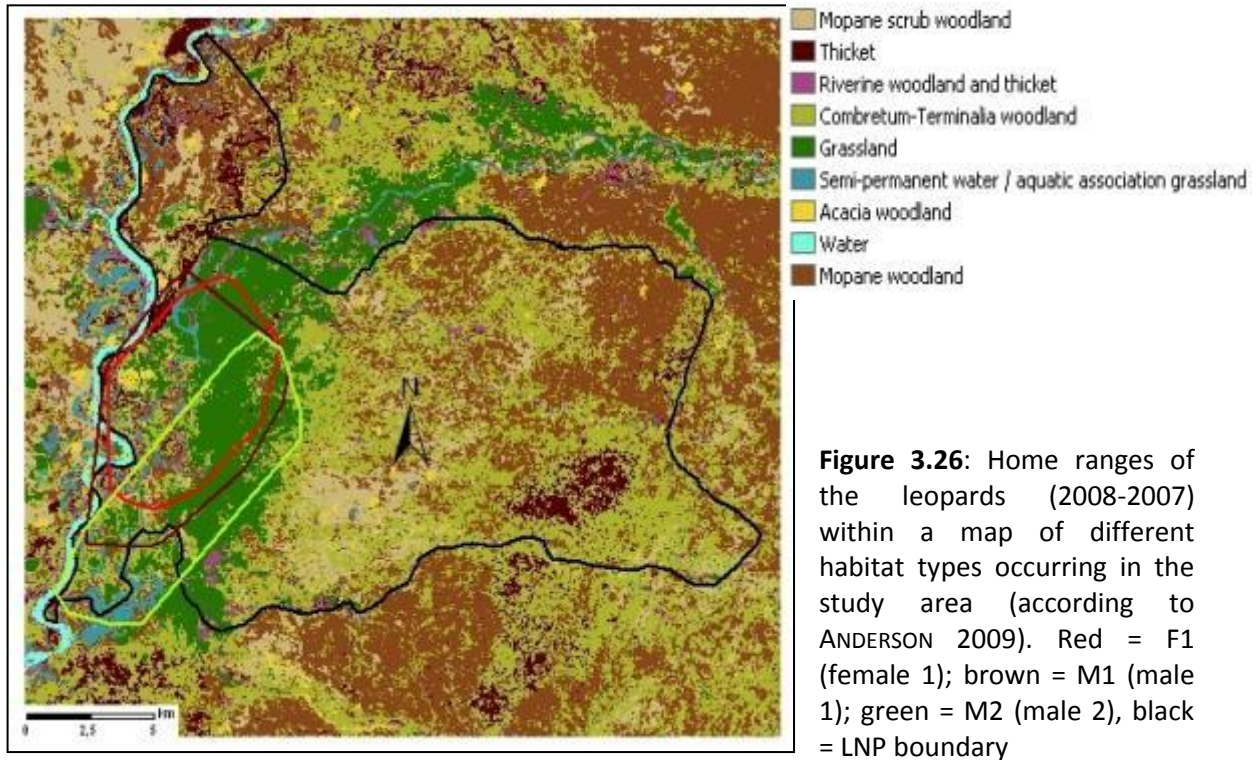 Mopane scrub woodland
Thicket
Riverine woodland and thicket
Combretum-Terminalia woodland
Grassland
Semi-permanent water / aquatic association grassland
Acacia woodland
Water
Mopane woodland
N
km
0 2,5 5
Figure 3.26: Home ranges of
the leopards (2008-2007)
within a map of different
habitat types occurring in the
study area (according to
ANDERSON 2009). Red = F1
(female 1); brown = M1 (male
1); green = M2 (male 2), black
= LNP boundary